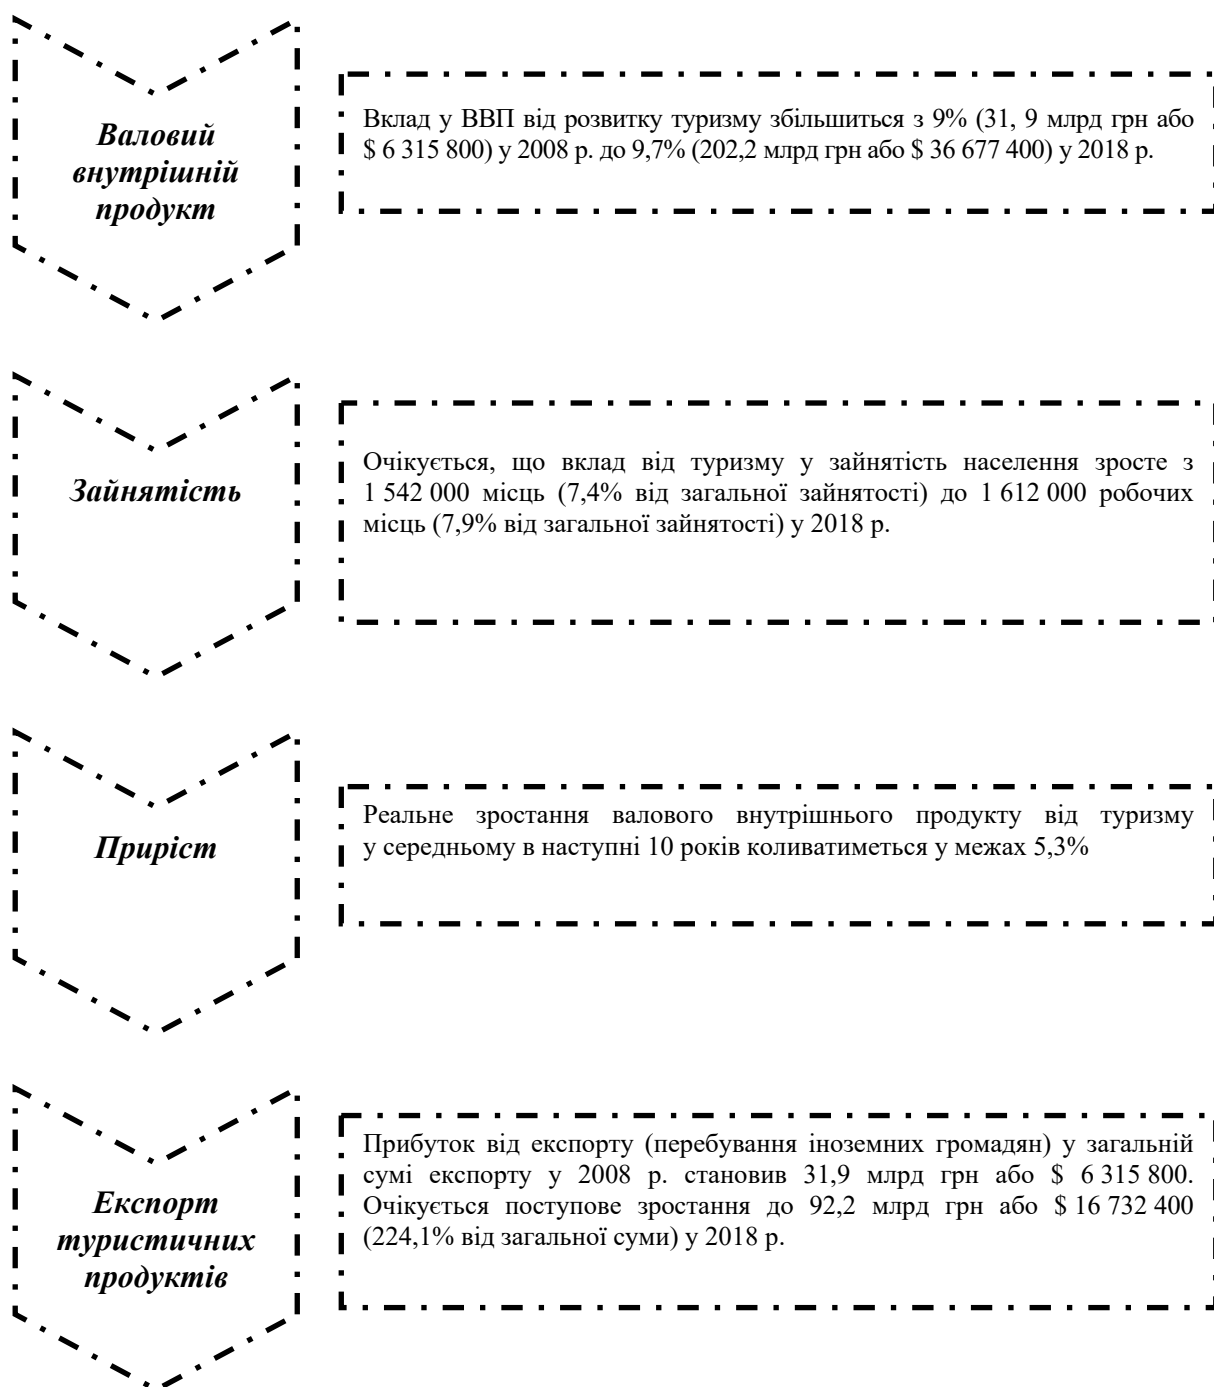 Валовий
внутрішній
продукт
Вклад у ВВП від розвитку туризму збільшиться з 9% (31, 9 млрд грн або
$ 6 315 800) у 2008 р. до 9,7% (202,2 млрд грн або $ 36 677 400) у 2018 р.
Зайнятість
Очікується, що вклад від туризму у зайнятість населення зросте з
1 542 000 місць (7,4% від загальної зайнятості) до 1 612 000 робочих
місць (7,9% від загальної зайнятості) у 2018 р.
Приріст
Реальне зростання валового внутрішнього продукту від туризму
у середньому в наступні 10 років коливатиметься у межах 5,3%
Експорт
туристичних
продуктів
Прибуток від експорту (перебування іноземних громадян) у загальній
сумі експорту у 2008 р. становив 31,9 млрд грн або $ 6 315 800.
Очікується поступове зростання до 92,2 млрд грн або $ 16 732 400
(224,1% від загальної суми) у 2018 р.